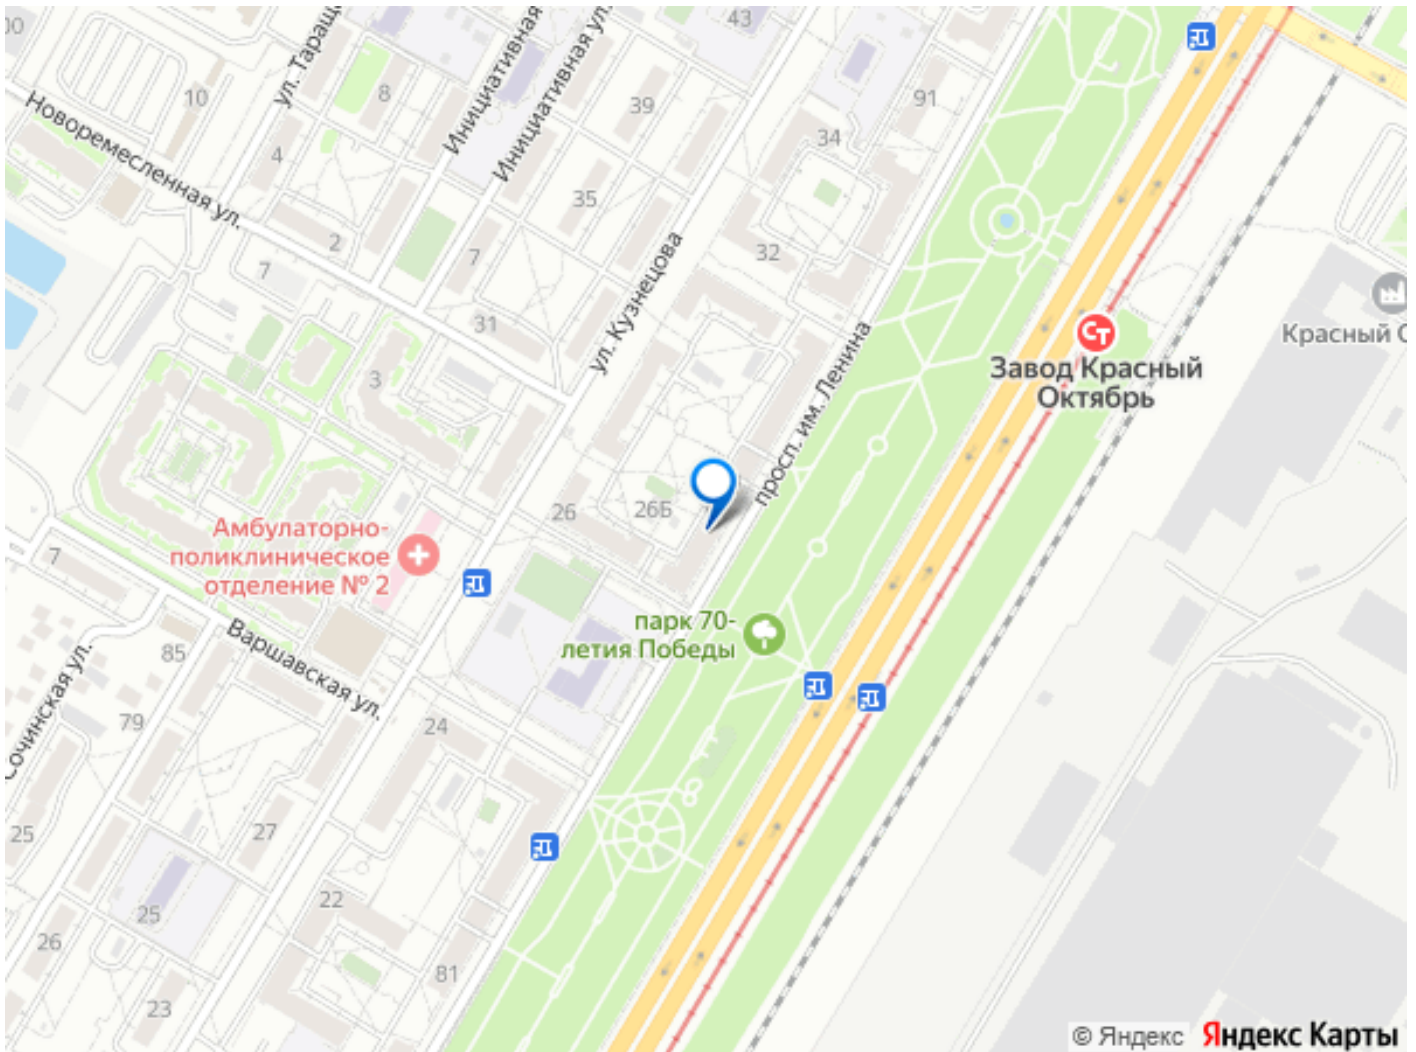 00
ул. Таращ
Инициативная
Инициативная ул.
43
10
8
39
91
Новоремесленная ул.
34
4
35
2
7
7
32
ул. Кузнецова
31
Красный О
3
просп. им. Ленина
Завод Красный
Октябрь
26
26Б
Амбулаторно-
поликлиническое
отделение № 2
7
парк 70-
летия Победы
Варшавская ул.
85
Сочинская ул.
79
24
25
27
22
25
26
81
23
© Яндекс
Яндекс Карты